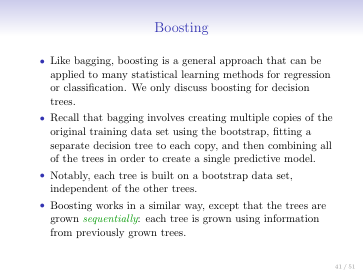 Boosting
• Like bagging, boosting is a general approach that can be
applied to many statistical learning methods for regression
or classification. We only discuss boosting for decision
trees.
• Recall that bagging involves creating multiple copies of the
original training data set using the bootstrap, fitting a
separate decision tree to each copy, and then combining all
of the trees in order to create a single predictive model.
• Notably, each tree is built on a bootstrap data set,
independent of the other trees.
• Boosting works in a similar way, except that the trees are
grown sequentially: each tree is grown using information
from previously grown trees.
41 / 51